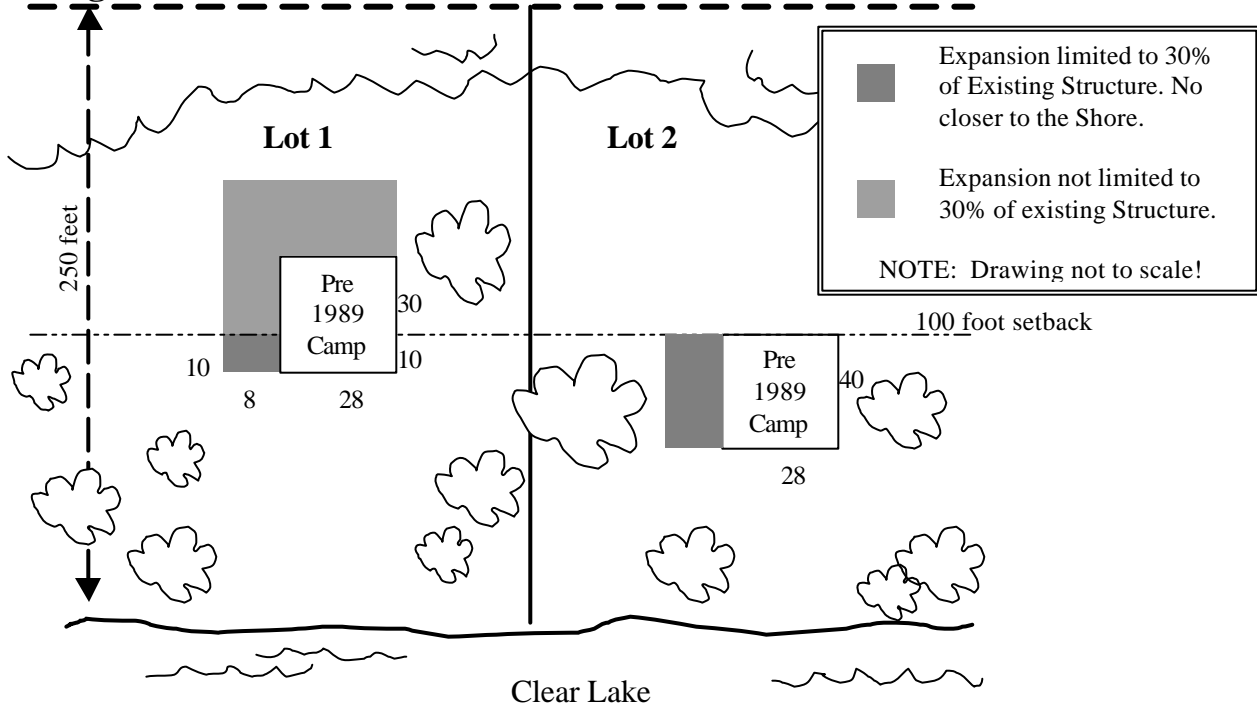 Expansion limited to 30%
of Existing Structure. No
closer to the Shore.
Expansion not limited to
30% of existing Structure.
NOTE: Drawing not to scale!
Lot 1
Lot 2
250 feet
Pre
1989
Camp
30
10
10
8
28
100 foot setback
Pre
1989
Camp
40
28
Clear Lake